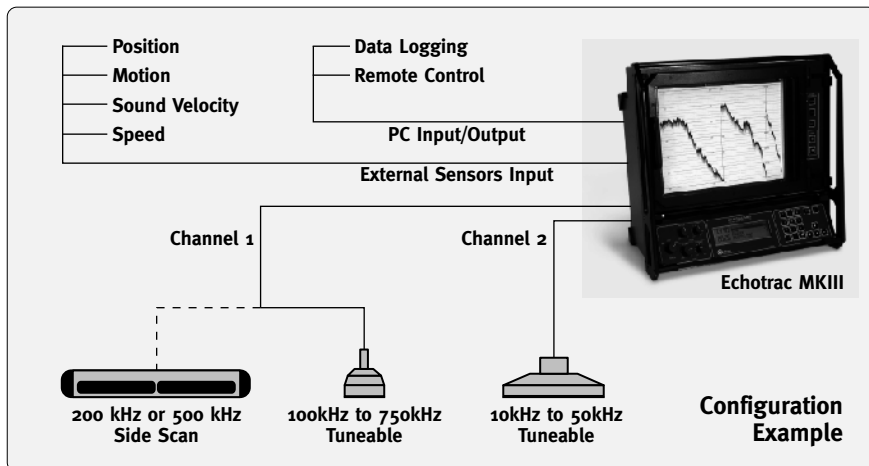 Position
Motion
Sound Velocity
Speed
Data Logging
Remote Control
PC Input/Output
External Sensors Input
Channel 1
Channel 2
Echotrac MKIII
200 kHz or 500 kHz
Side Scan
100kHz to 750kHz
Tuneable
10kHz to 50kHz
Tuneable
Configuration
Example